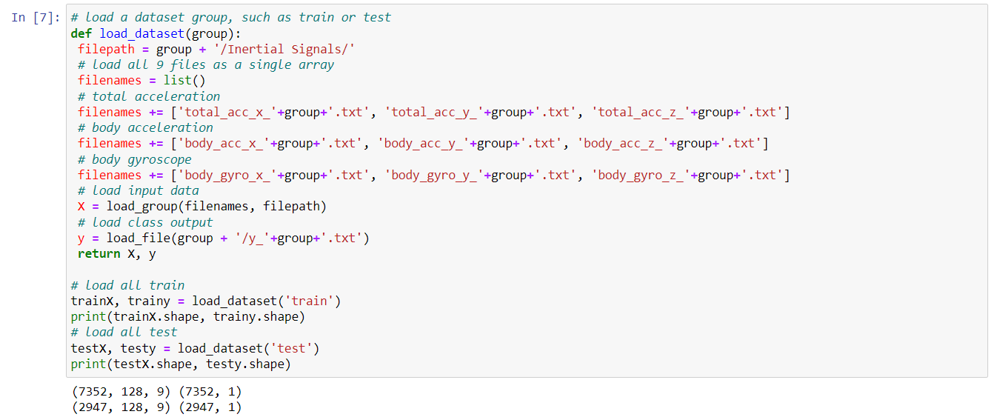 In [7]: # load a dataset group, such as train or test
def load_dataset(group):
 filepath = group + '/Inertial Signals/'
 # load all 9 files as a single array
 filenames = list()
 # total acceleration
 filenames += ['total_acc_x_'+group+'.txt', 'total_acc_y_'+group+'.txt', 'total_acc_z_'+group+'.txt']
 # body acceleration
 filenames += ['body_acc_x_'+group+'.txt', 'body_acc_y_'+group+'.txt', 'body_acc_z_'+group+'.txt']
 # body gyroscope
 filenames += ['body_gyro_x_'+group+'.txt', 'body_gyro_y_'+group+'.txt', 'body_gyro_z_'+group+'.txt']
 # load input data
 X = load_group(filenames, filepath)
 # load class output
 y = load_file(group + '/y_'+group+'.txt')
 return X, y

# load all train
trainX, trainy = load_dataset('train')
print(trainX.shape, trainy.shape)
# load all test
testX, testy = load_dataset('test')
print(testX.shape, testy.shape)
(7352, 128, 9) (7352, 1)
(2947, 128, 9) (2947, 1)